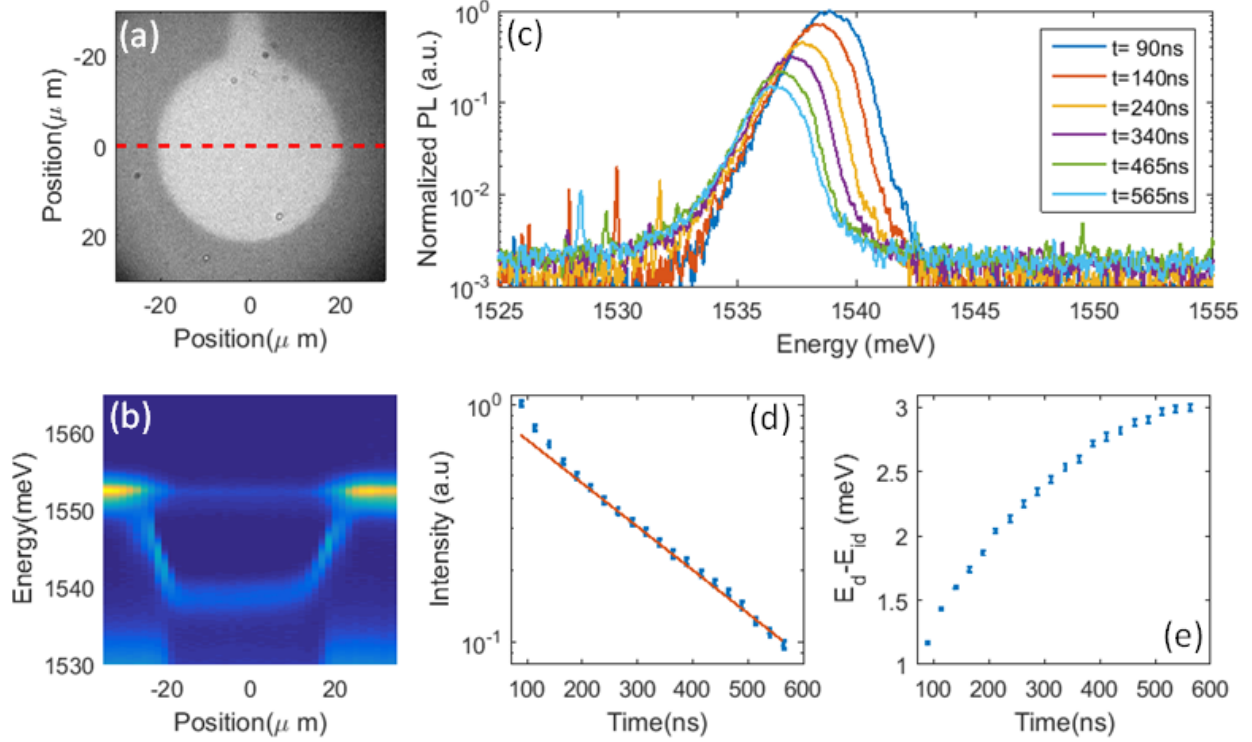 (a)
-20
0
20
Position(μ m)
-20
0
20
Position(μ m)
(c)
10^0
10^-1
10^-2
10^-3
Normalized PL (a.u.)
t= 90ns
t=140ns
t=240ns
t=340ns
t=465ns
t=565ns
1525
1530
1535
1540
1545
1550
1555
Energy (meV)
(b)
1560
1550
1540
1530
Energy(meV)
-20
0
20
Position(μ m)
(d)
10^0
10^-1
Intensity (a.u)
100
200
300
400
500
600
Time(ns)
(e)
3
2.5
2
1.5
1
E_d-E_id (meV)
100
200
300
400
500
600
Time(ns)